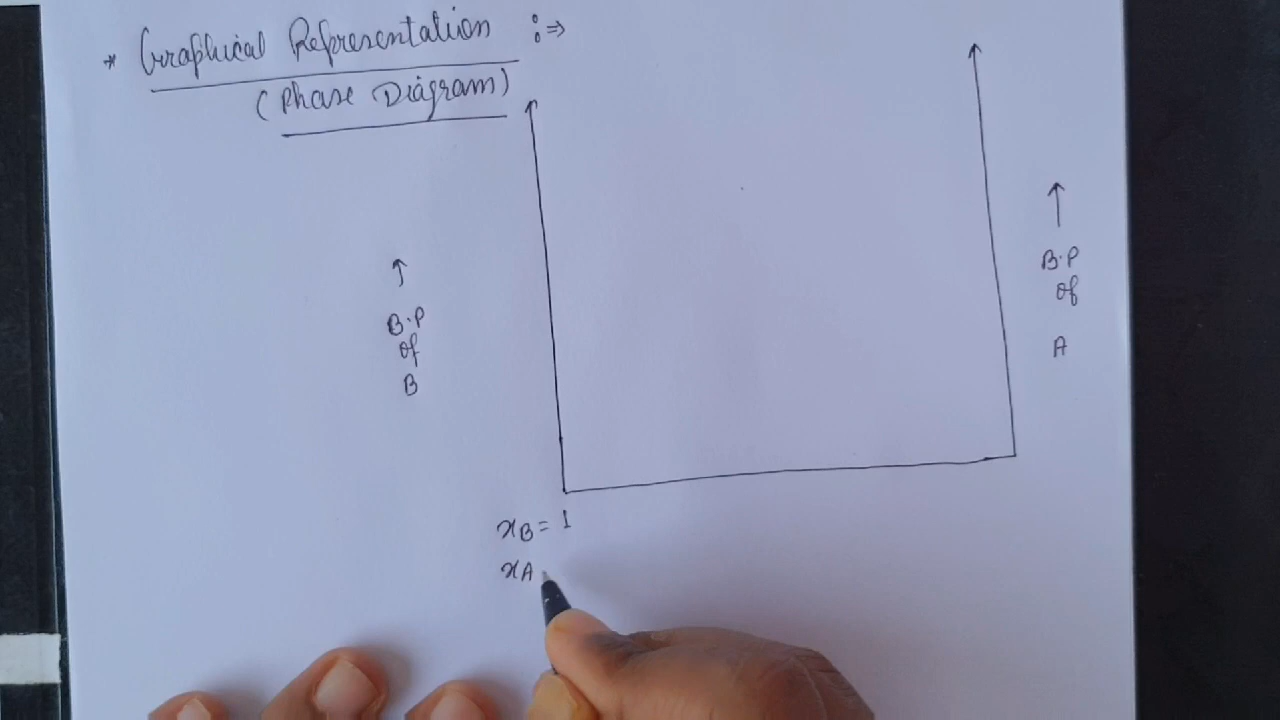 * Graphical Representation :⇒
(Phase Diagram)
↑
B.P
of
B
↑
B.P
of
A
xB = 1
xA